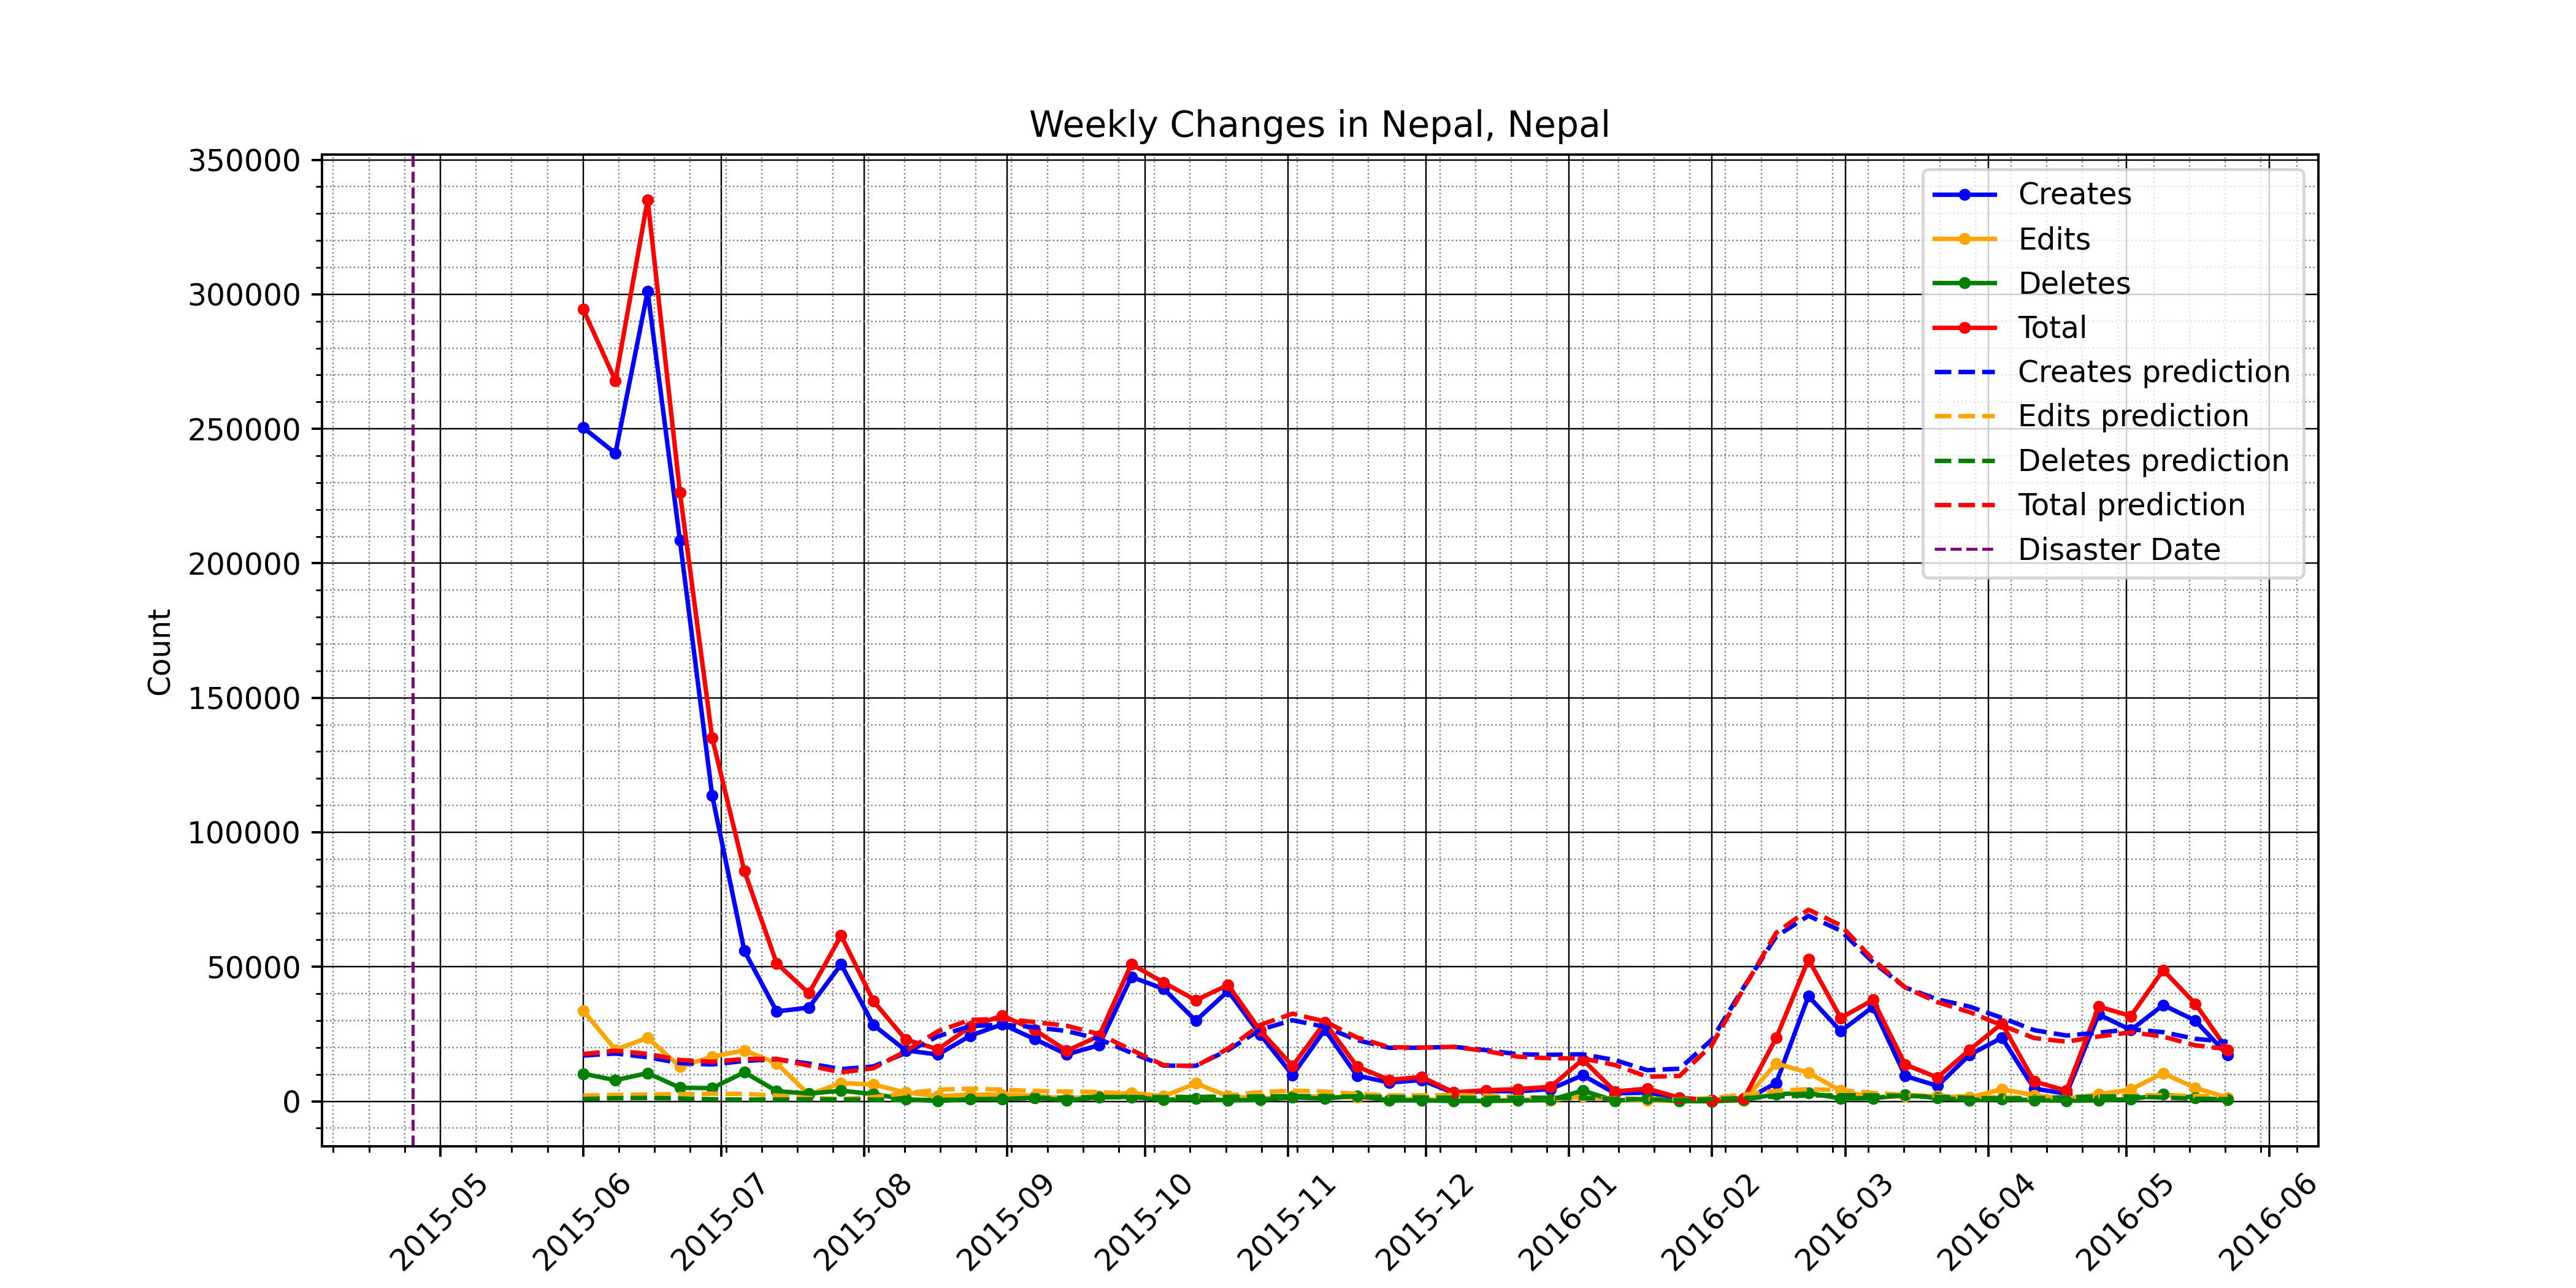 Weekly Changes in Nepal, Nepal
350000
300000
250000
200000
150000
100000
50000
0
Count
Creates
Edits
Deletes
Total
Creates prediction
Edits prediction
Deletes prediction
Total prediction
Disaster Date
2015-05
2015-06
2015-07
2015-08
2015-09
2015-10
2015-11
2015-12
2016-01
2016-02
2016-03
2016-04
2016-05
2016-06